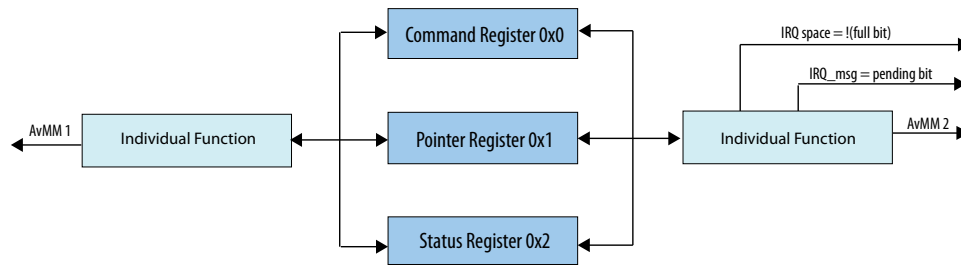 Command Register 0x0
IRQ space = !(full bit)
IRQ_msg = pending bit
AvMM 1
Individual Function
Pointer Register 0x1
Individual Function
AvMM 2
Status Register 0x2